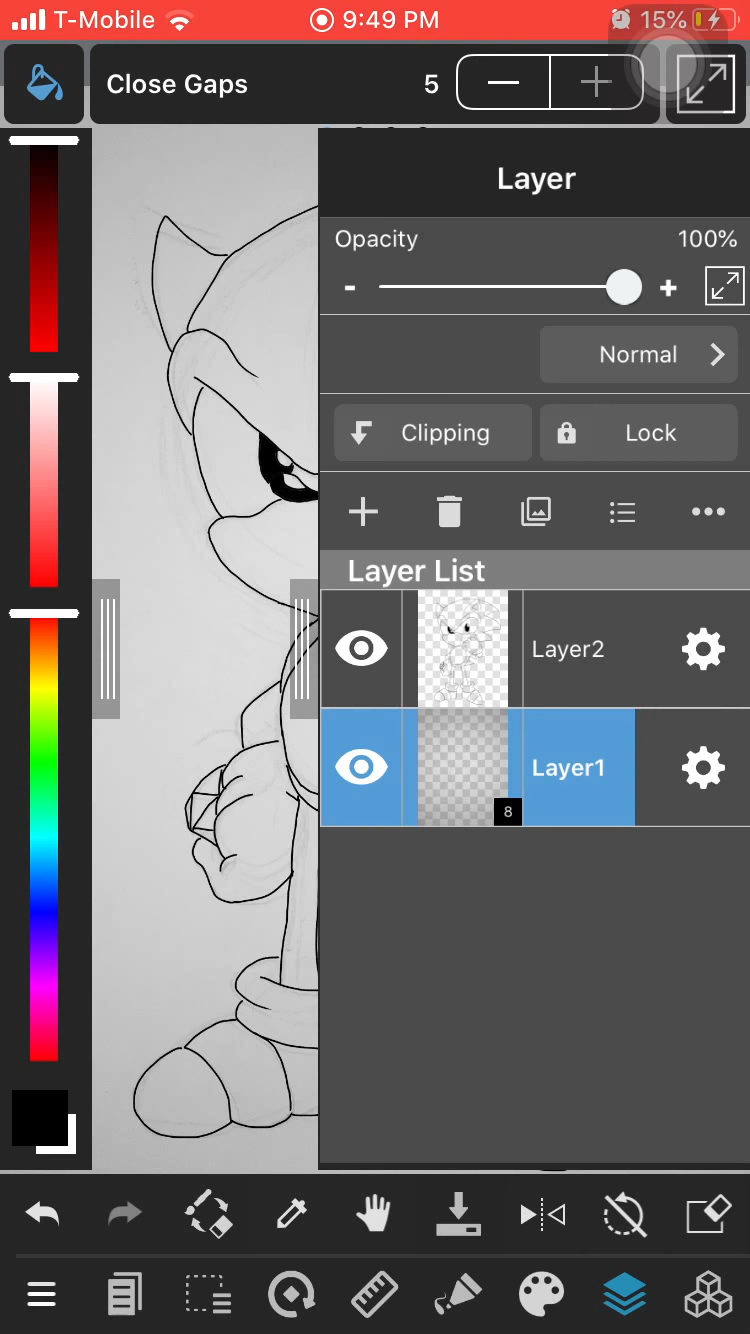 T-Mobile 9:49 PM 15%
Close Gaps 5
Layer
Opacity 100%
- +
Normal
Clipping Lock
Layer List
Layer2
Layer1
8